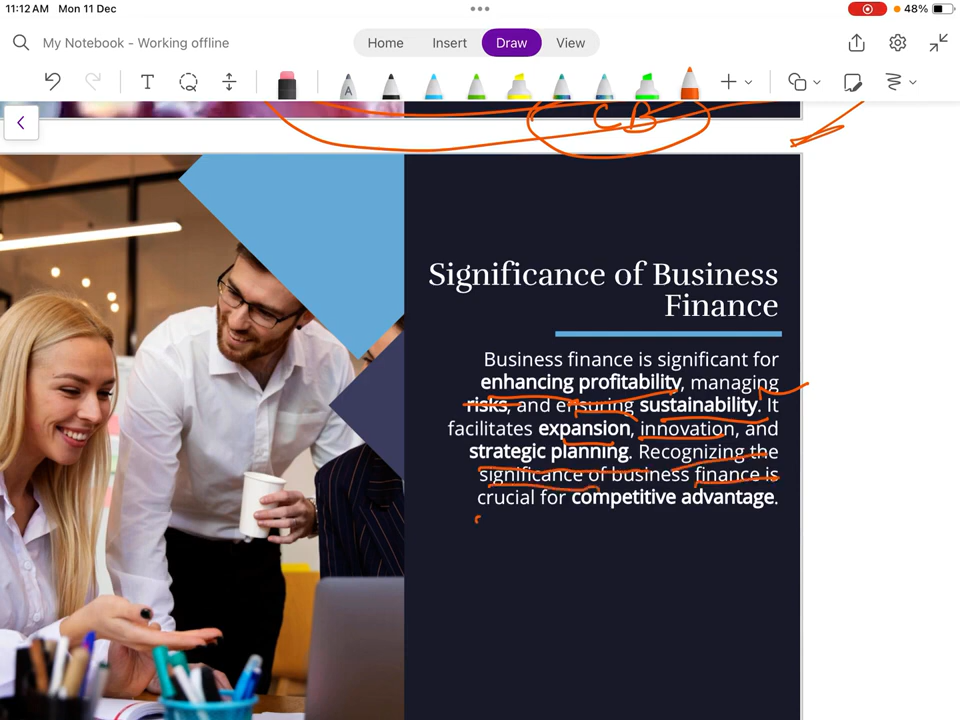 11:12 AM Mon 11 Dec
48%
My Notebook - Working offline
Home Insert Draw View
T
A
CB
Significance of Business
Finance
Business finance is significant for
enhancing profitability, managing
risks, and ensuring sustainability. It
facilitates expansion, innovation, and
strategic planning. Recognizing the
significance of business finance is
crucial for competitive advantage.